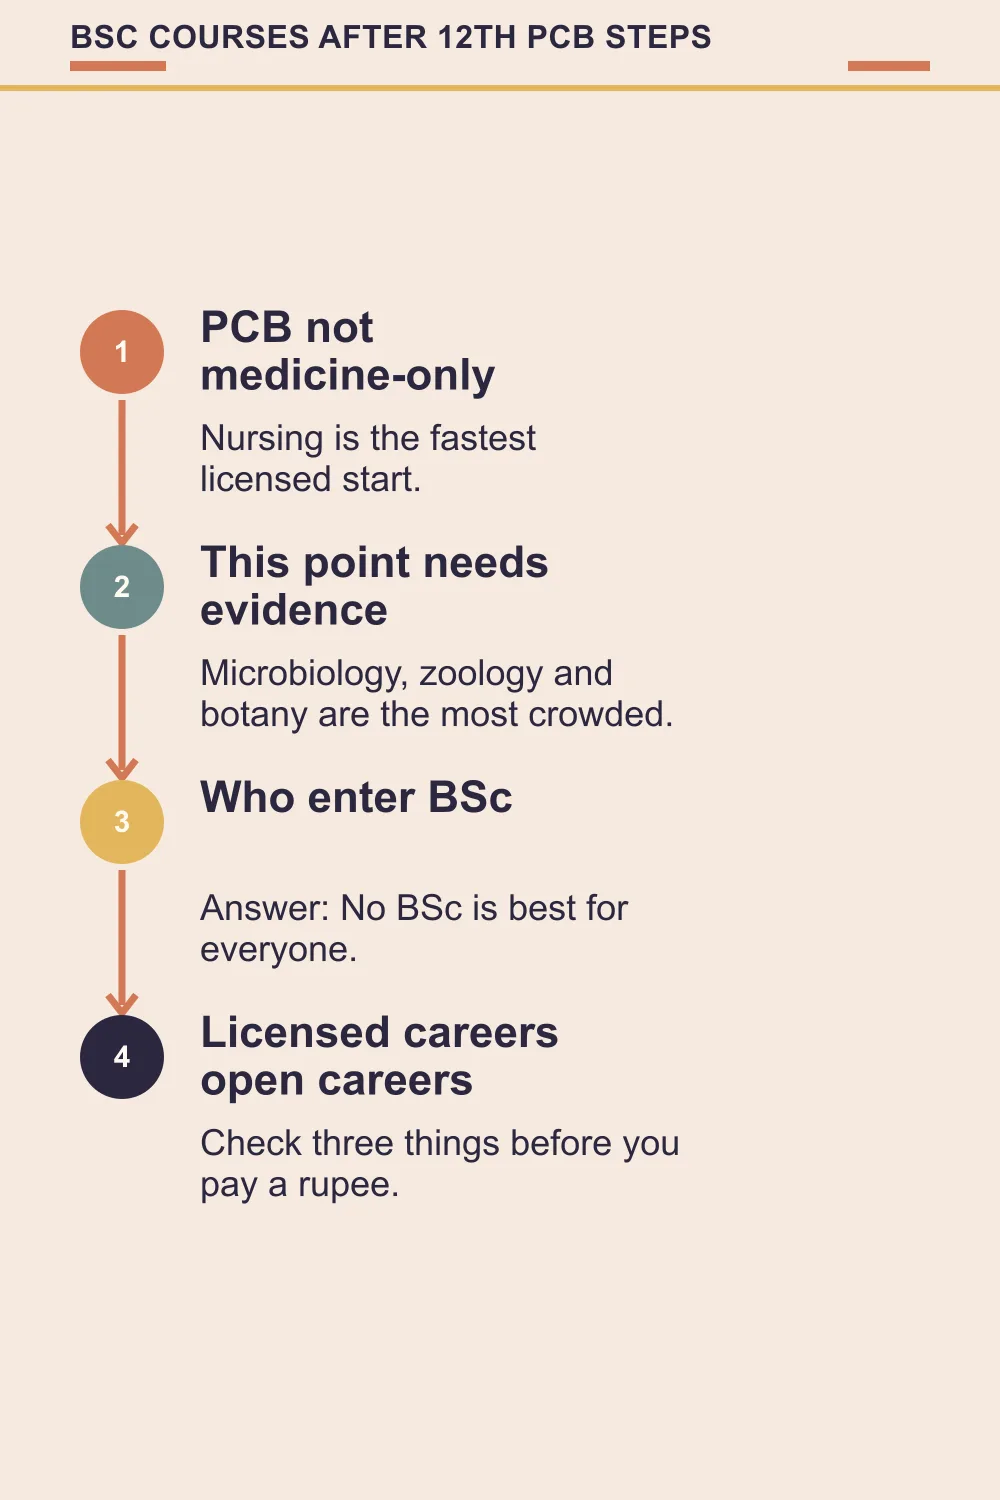 BSC COURSES AFTER 12TH PCB STEPS
1
PCB not
medicine-only
Nursing is the fastest
licensed start.
2
This point needs
evidence
Microbiology, zoology and
botany are the most crowded.
3
Who enter BSc
Answer: No BSc is best for
everyone.
4
Licensed careers
open careers
Check three things before you
pay a rupee.